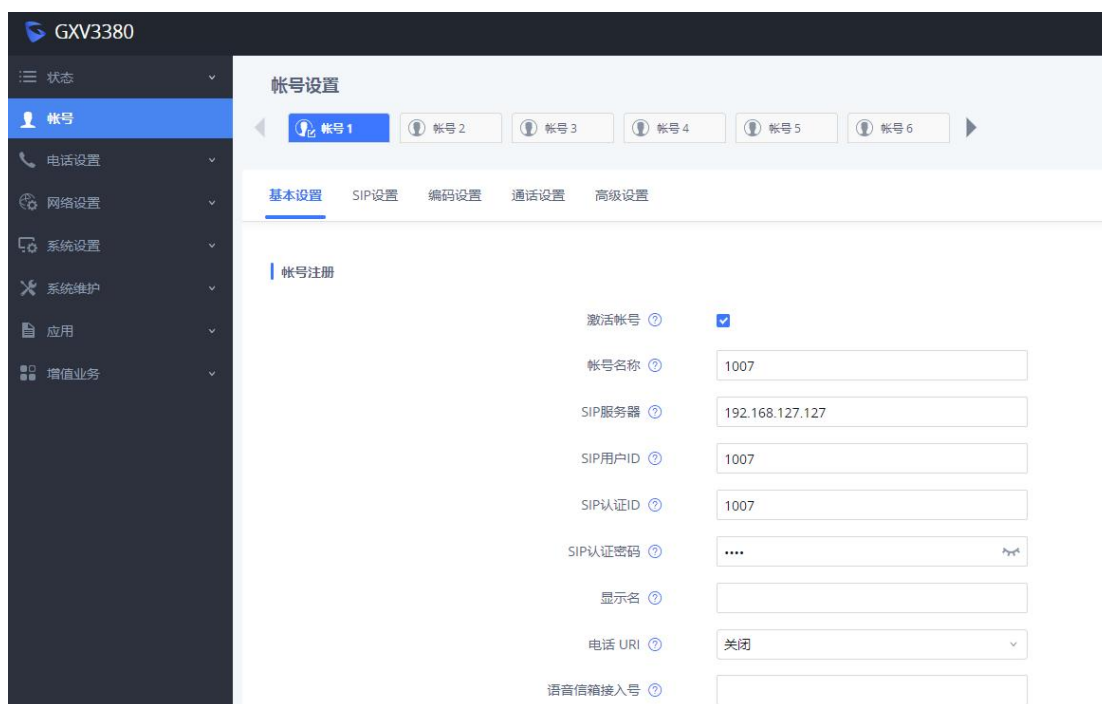 GXV3380
状态
帐号
电话设置
网络设置
系统设置
系统维护
应用
增值业务
帐号设置
帐号 1 帐号 2 帐号 3 帐号 4 帐号 5 帐号 6
基本设置 SIP设置 编码设置 通话设置 高级设置
帐号注册
激活帐号 ?
帐号名称 ? 1007
SIP服务器 ? 192.168.127.127
SIP用户ID ? 1007
SIP认证ID ? 1007
SIP认证密码 ? ••••
显示名 ?
电话 URI ? 关闭
语音信箱接入号 ?